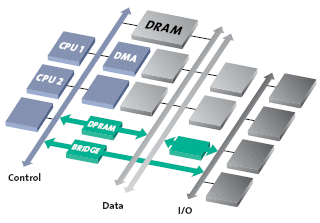 DRAM
CPU 1
DMA
CPU 2
DPRAM
BRIDGE
Control
Data
I/O